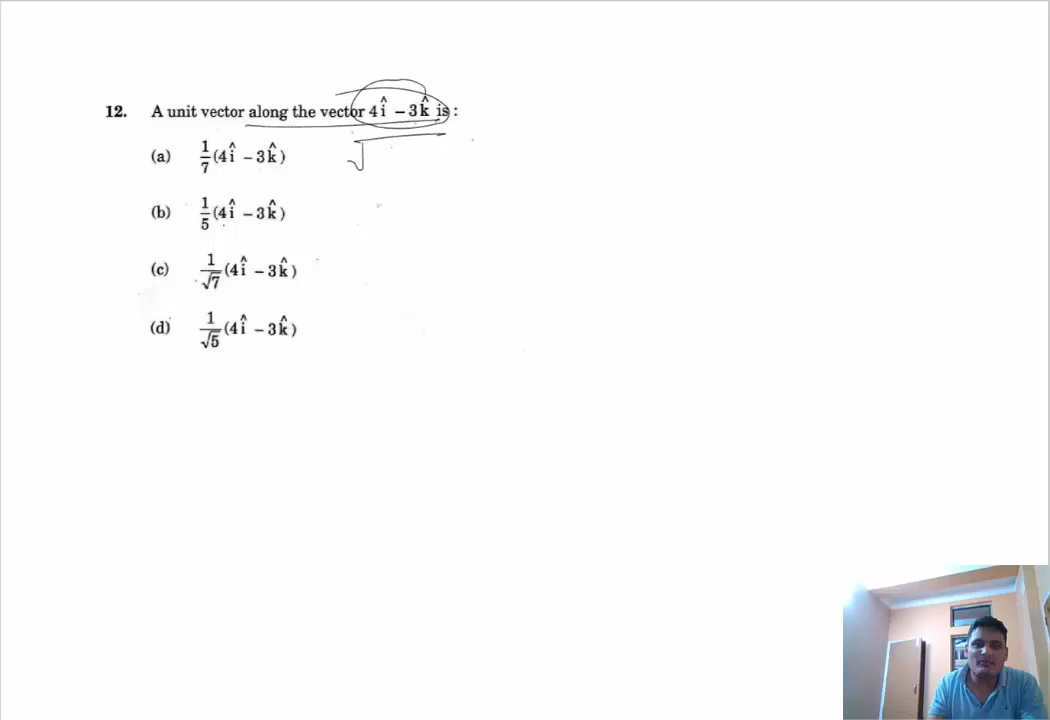 12. A unit vector along the vector 4î − 3k̂ is :
(a) 1/7 (4î − 3k̂)
(b) 1/5 (4î − 3k̂)
(c) 1/√7 (4î − 3k̂)
(d) 1/√5 (4î − 3k̂)
√